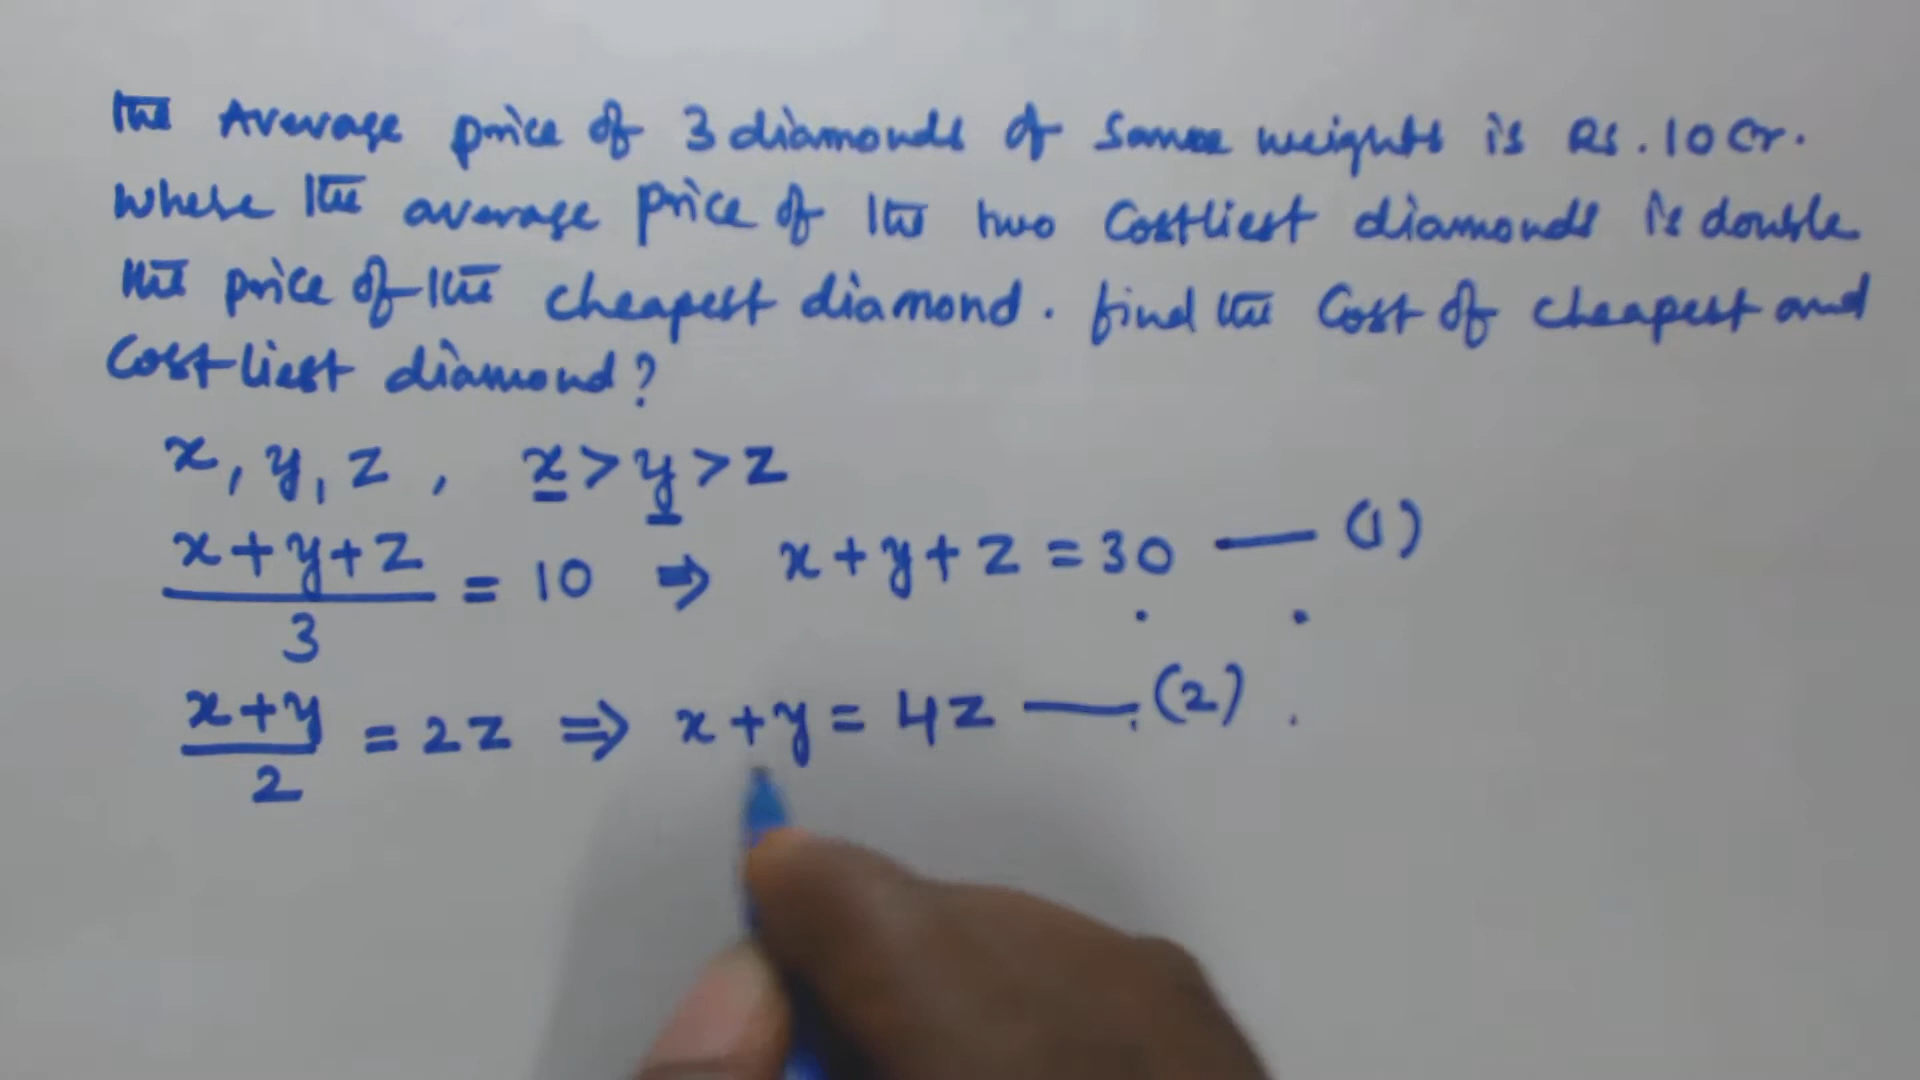 The Average price of 3 diamonds of same weights is Rs. 10 Cr.
Where the average price of the two Costliest diamonds is double
the price of the cheapest diamond. find the Cost of cheapest and
Costliest diamond?
x, y, z, x > y > z
x+y+z / 3 = 10 ⇒ x+y+z = 30 — (1)
x+y / 2 = 2z ⇒ x+y = 4z — (2)